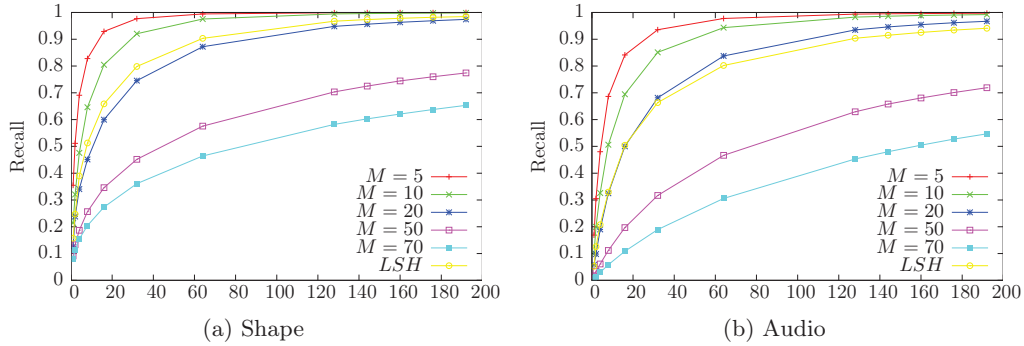 1
0.9
0.8
0.7
0.6
0.5
0.4
0.3
0.2
0.1
0
Recall
M = 5
M = 10
M = 20
M = 50
M = 70
LSH
0 20 40 60 80 100 120 140 160 180 200
(a) Shape
1
0.9
0.8
0.7
0.6
0.5
0.4
0.3
0.2
0.1
0
Recall
M = 5
M = 10
M = 20
M = 50
M = 70
LSH
0 20 40 60 80 100 120 140 160 180 200
(b) Audio